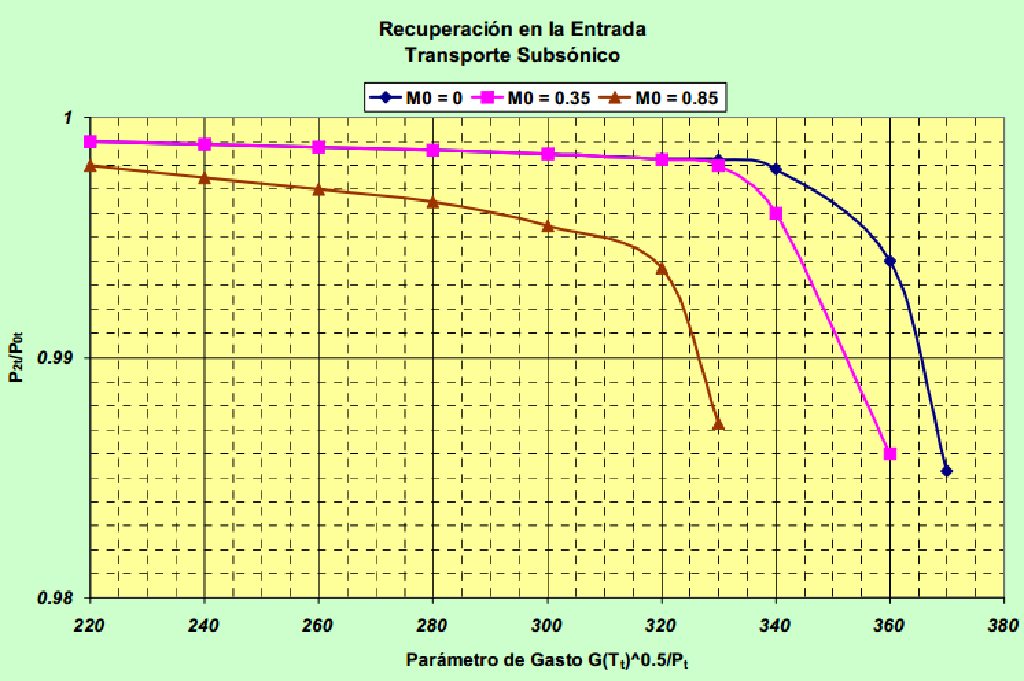 Recuperación en la Entrada
Transporte Subsónico
M0 = 0 M0 = 0.35 M0 = 0.85
1
0.99
0.98
P2t/P0t
220 240 260 280 300 320 340 360 380
Parámetro de Gasto G(Tt)^0.5/Pt